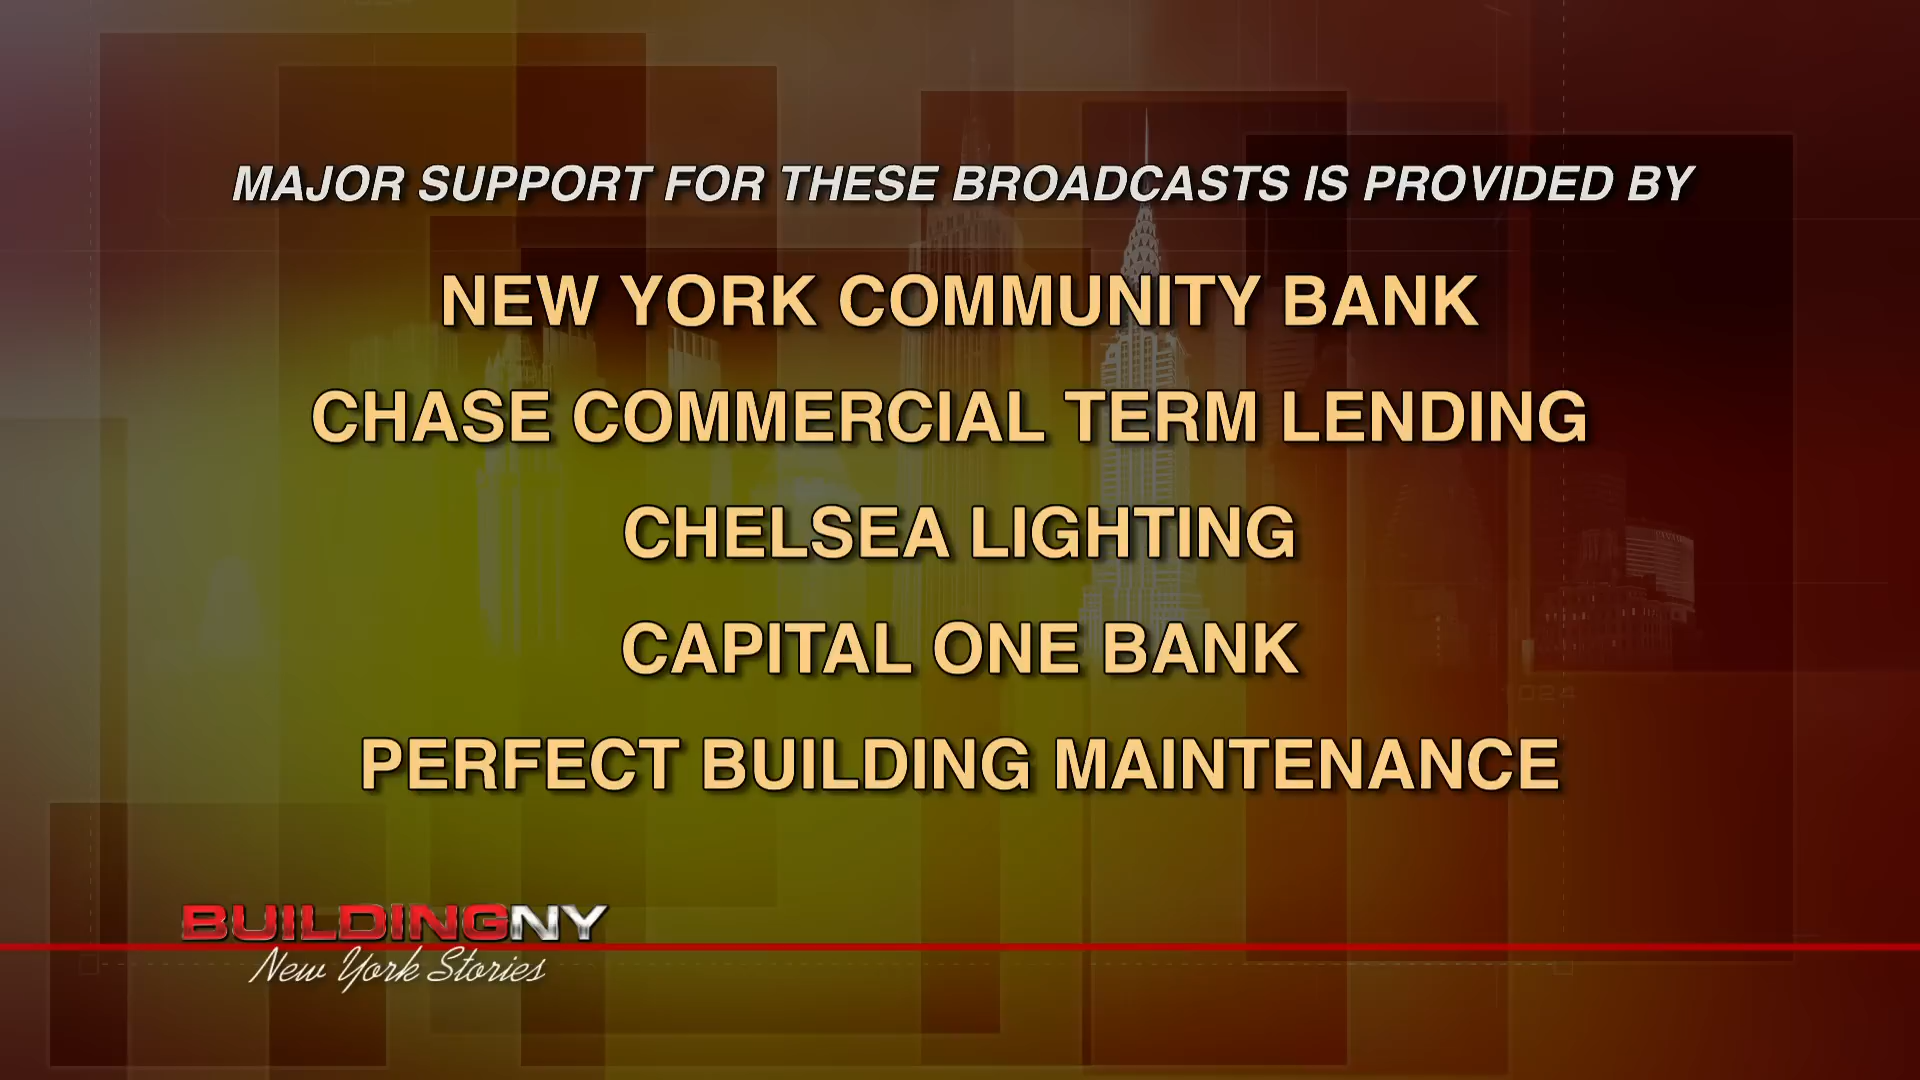 MAJOR SUPPORT FOR THESE BROADCASTS IS PROVIDED BY
NEW YORK COMMUNITY BANK
CHASE COMMERCIAL TERM LENDING
CHELSEA LIGHTING
CAPITAL ONE BANK
PERFECT BUILDING MAINTENANCE
1024
BUILDINGNY
New York Stories